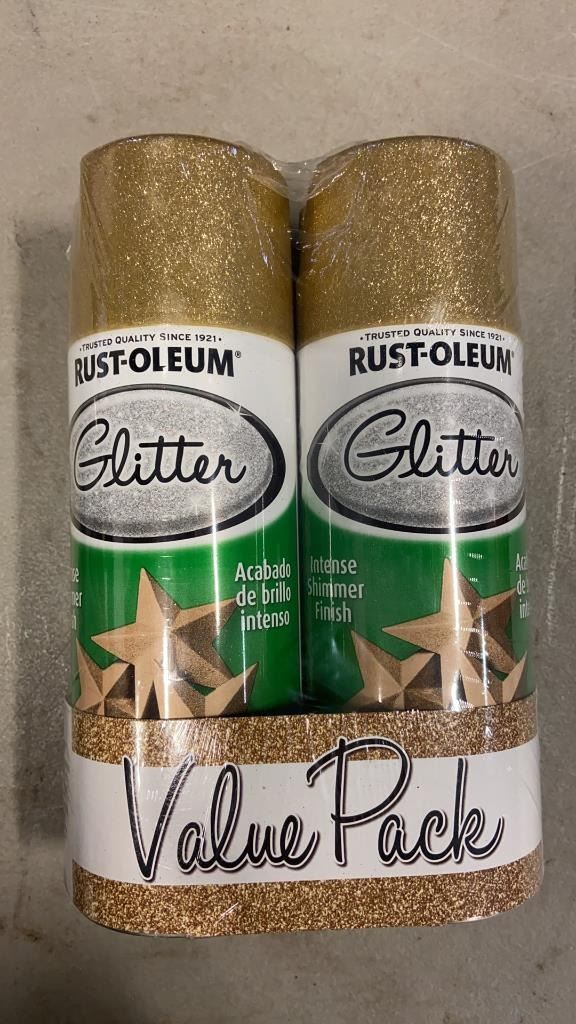 • TRUSTED QUALITY SINCE 1921 •
RUST-OLEUM®
Glitter
Acabado
de brillo
intenso
• TRUSTED QUALITY SINCE 1921 •
RUST-OLEUM®
Glitter
Intense
Shimmer
Finish
Value Pack